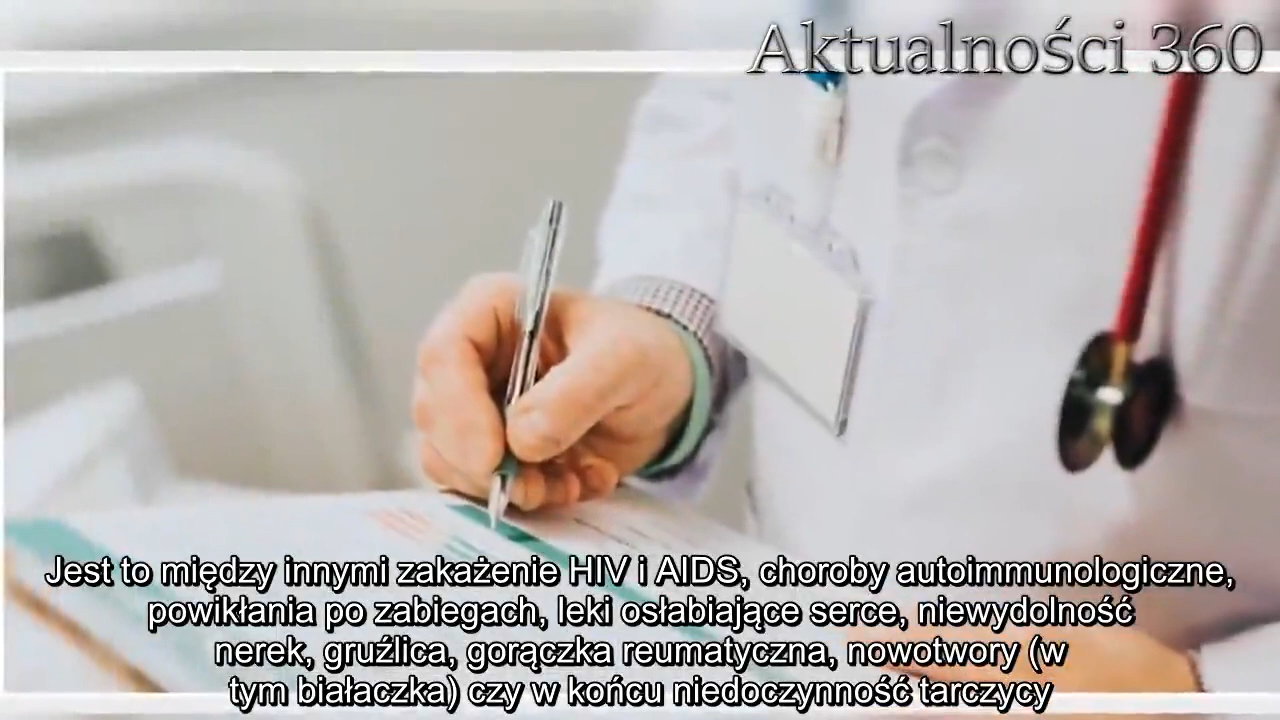 Aktualności 360
Jest to między innymi zakażenie HIV i AIDS, choroby autoimmunologiczne,
powikłania po zabiegach, leki osłabiające serce, niewydolność
nerek, gruźlica, gorączka reumatyczna, nowotwory (w
tym białaczka) czy w końcu niedoczynność tarczycy